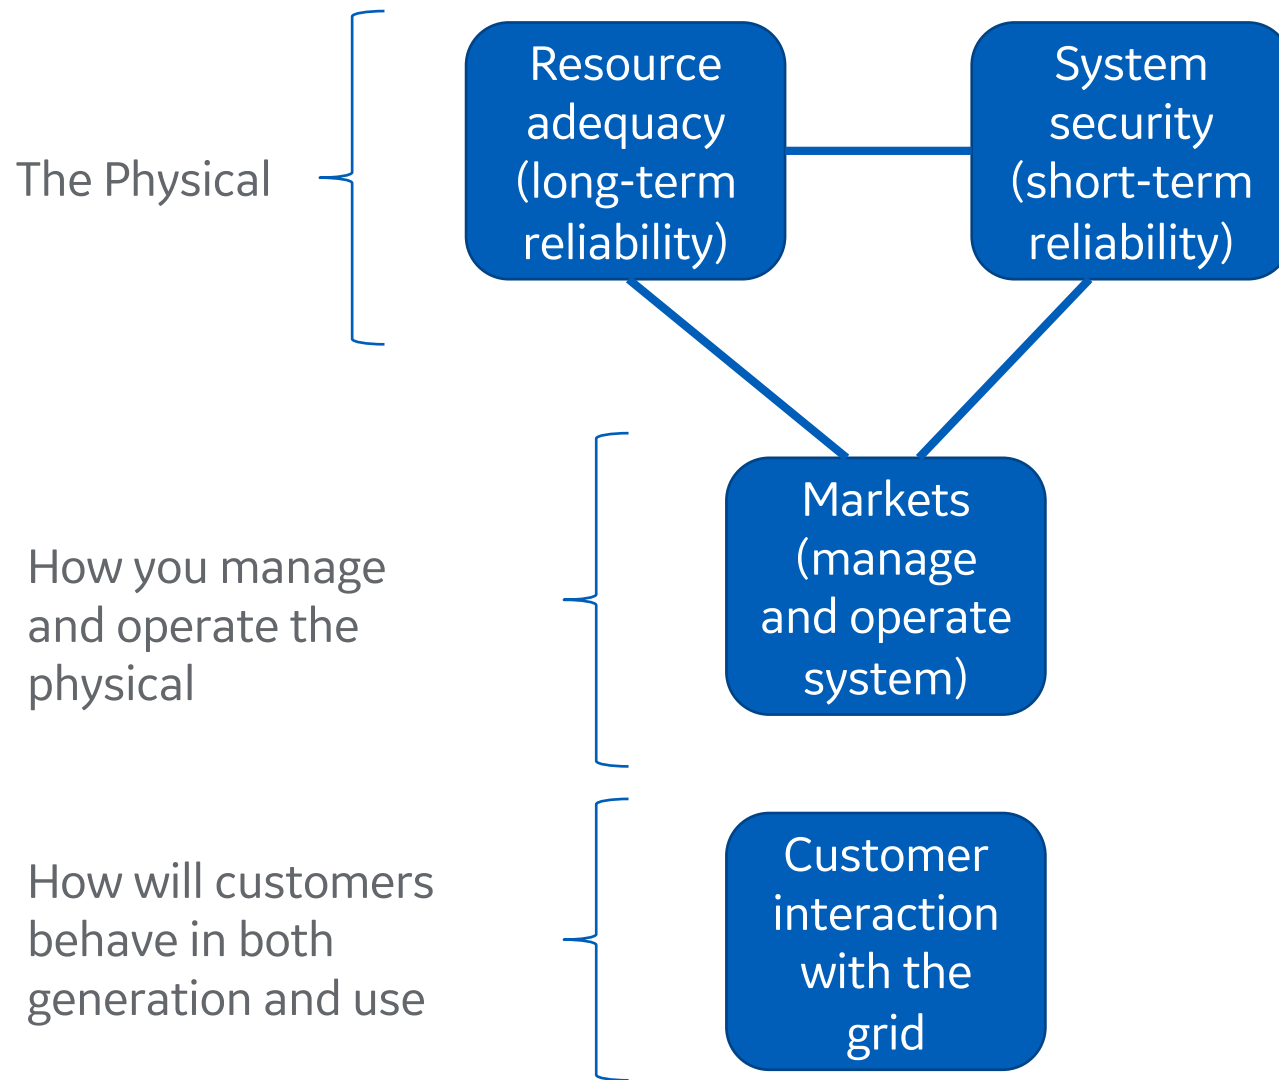 The Physical
Resource
adequacy
(long-term
reliability)
System
security
(short-term
reliability)
How you manage
and operate the
physical
Markets
(manage
and operate
system)
How will customers
behave in both
generation and use
Customer
interaction
with the
grid